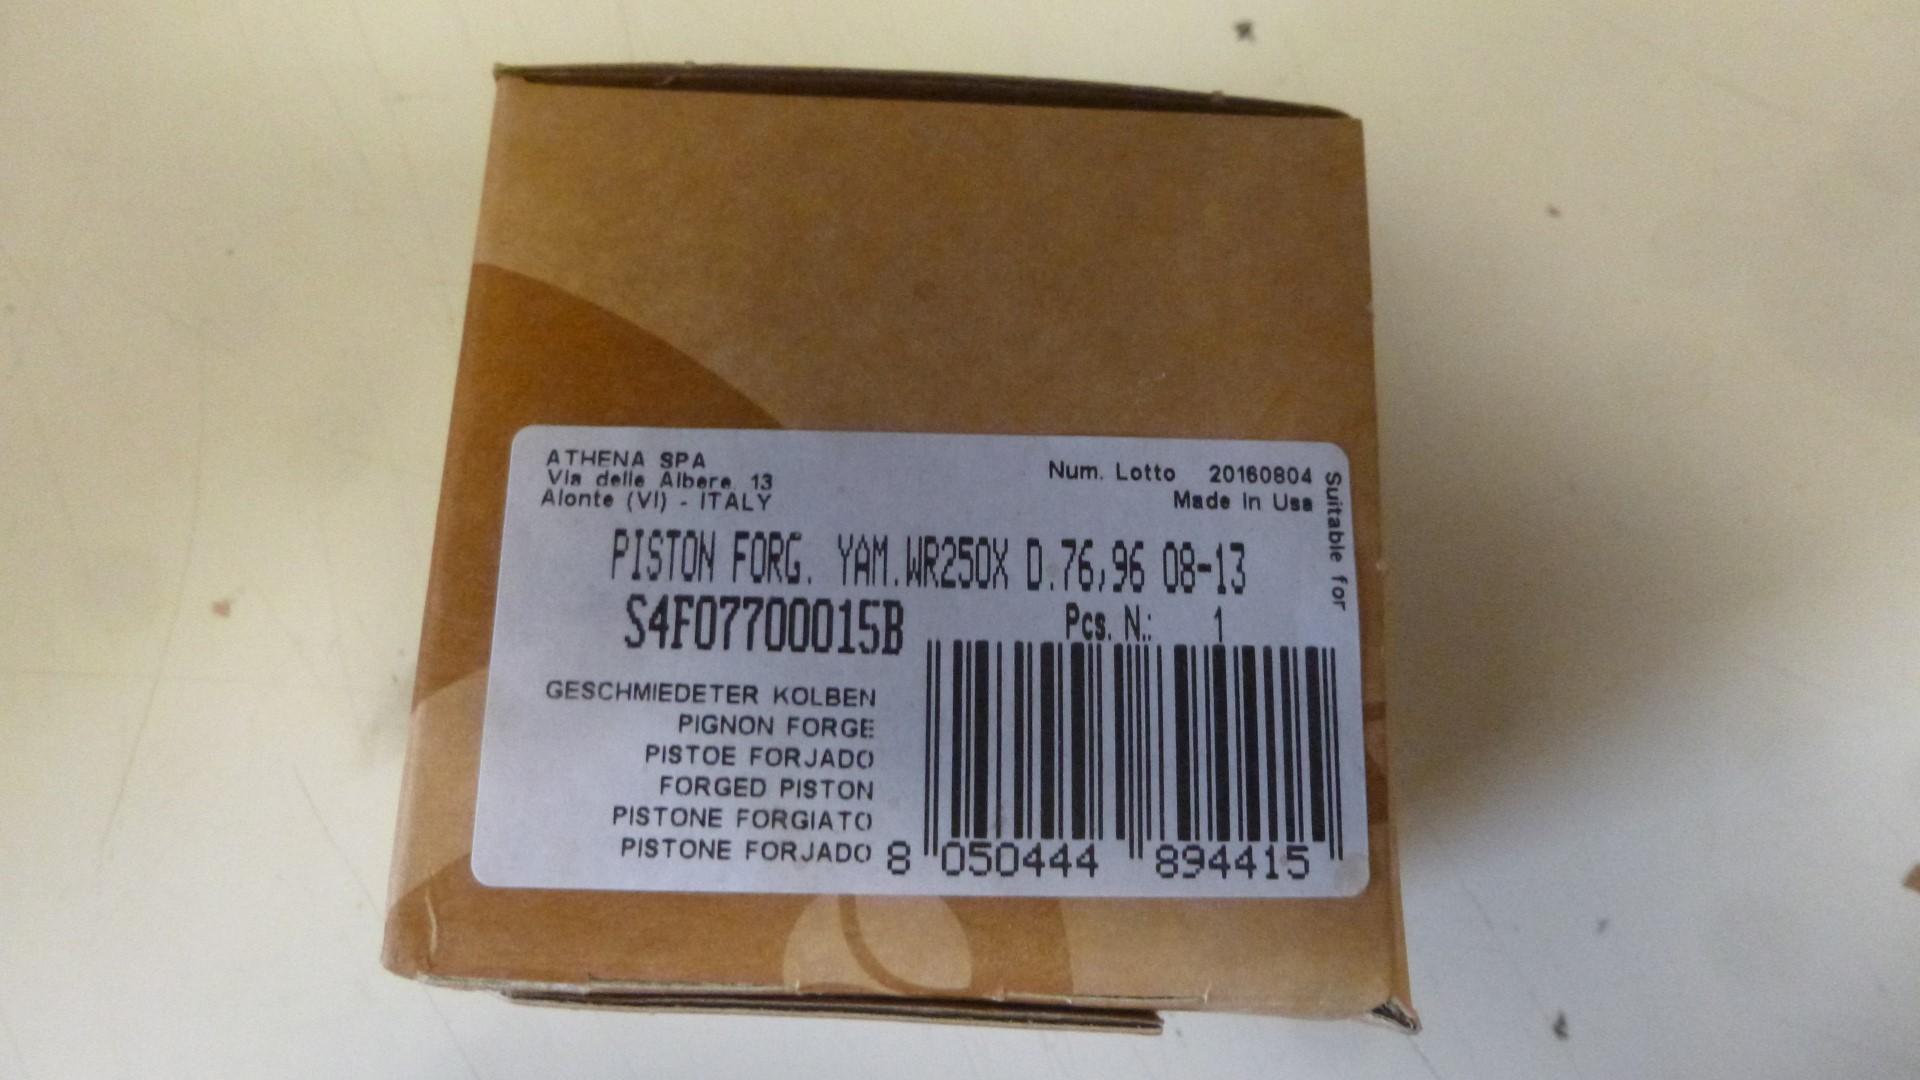 ATHENA SPA
Via delle Albere, 13
Alonte (VI) - ITALY
Num. Lotto 20160804
Made in Usa
Suitable for
PISTON FORG. YAM.WR250X D.76,96 08-13
S4F07700015B
Pcs. N.: 1
GESCHMIEDETER KOLBEN
PIGNON FORGE
PISTOE FORJADO
FORGED PISTON
PISTONE FORGIATO
PISTONE FORJADO
8 050444 894415